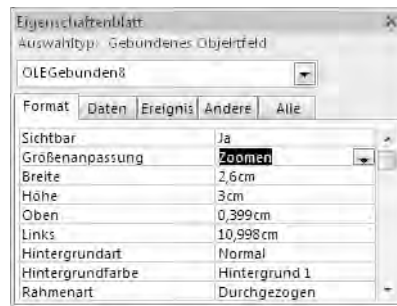 Eigenschaftenblatt
Auswahltyp: Gebundenes Objektfeld
OLEGebunden8
Format Daten Ereignis Andere Alle
Sichtbar Ja
Größenanpassung Zoomen
Breite 2,6cm
Höhe 3cm
Oben 0,399cm
Links 10,998cm
Hintergrundart Normal
Hintergrundfarbe Hintergrund 1
Rahmenart Durchgezogen